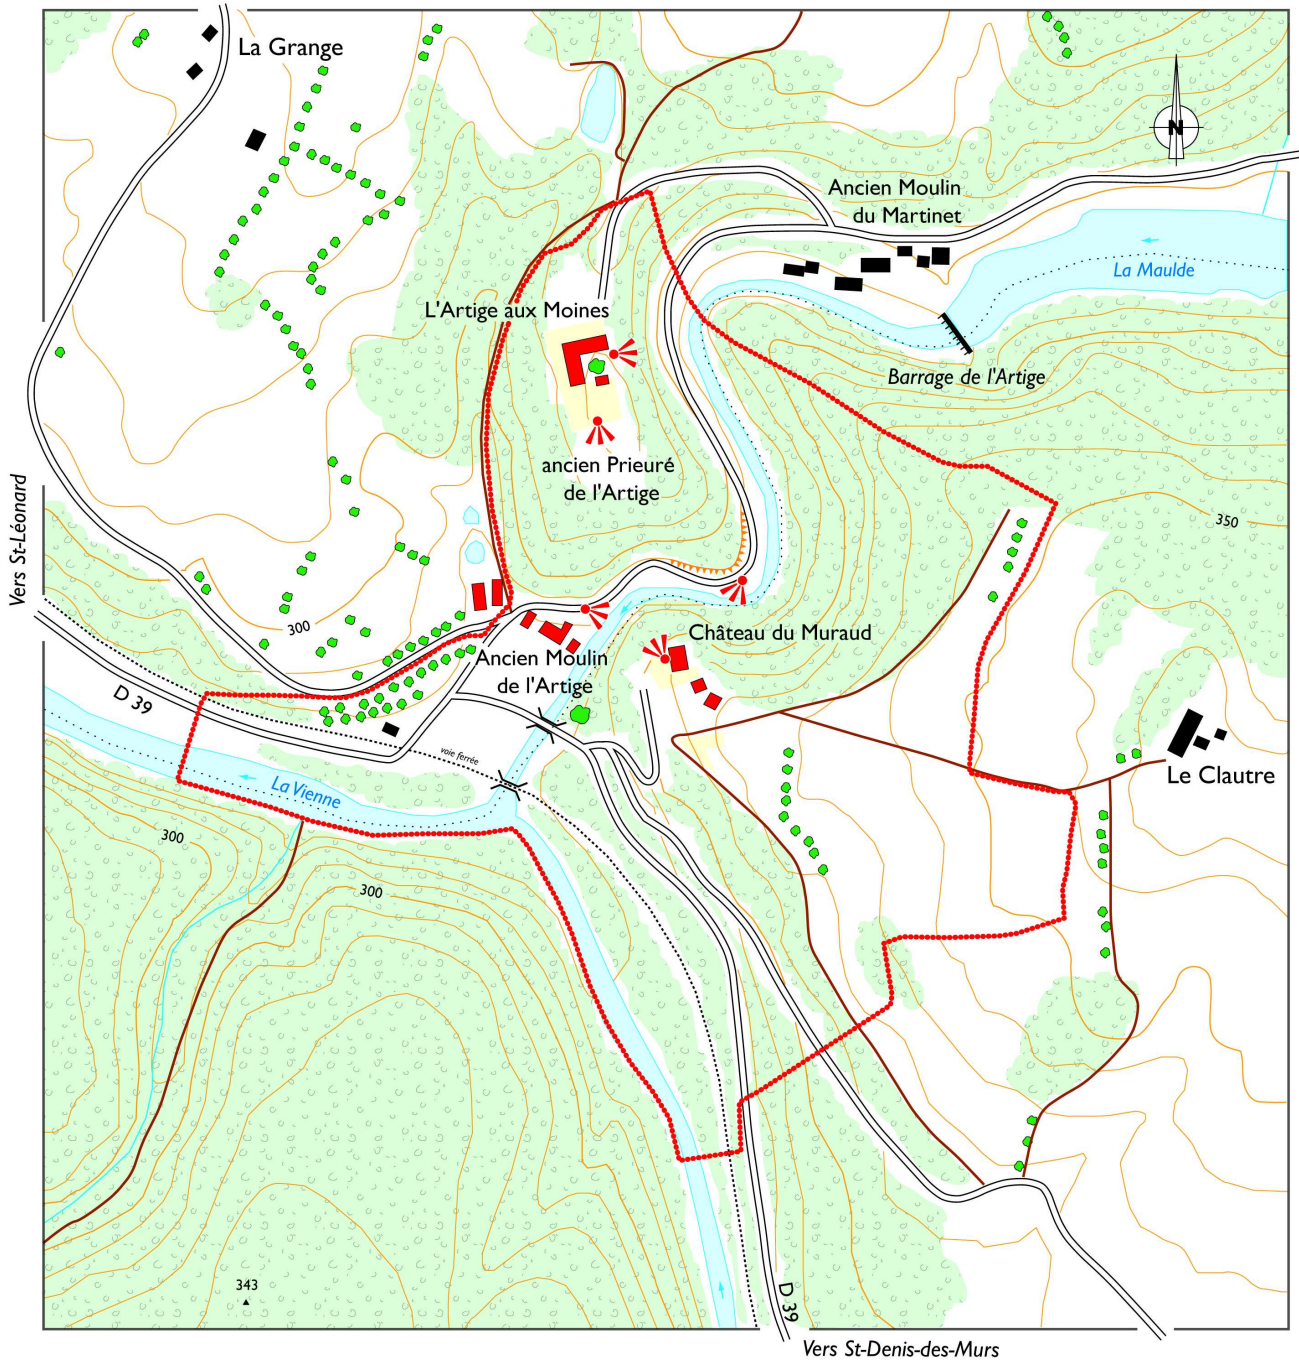 La Grange
N
Ancien Moulin
du Martinet
La Maulde
L'Artige aux Moines
Barrage de l'Artige
ancien Prieuré
de l'Artige
Vers St-Léonard
350
300
Château du Muraud
Ancien Moulin
de l'Artige
D 39
voie ferrée
Le Clautre
La Vienne
300
300
343
D 39
Vers St-Denis-des-Murs